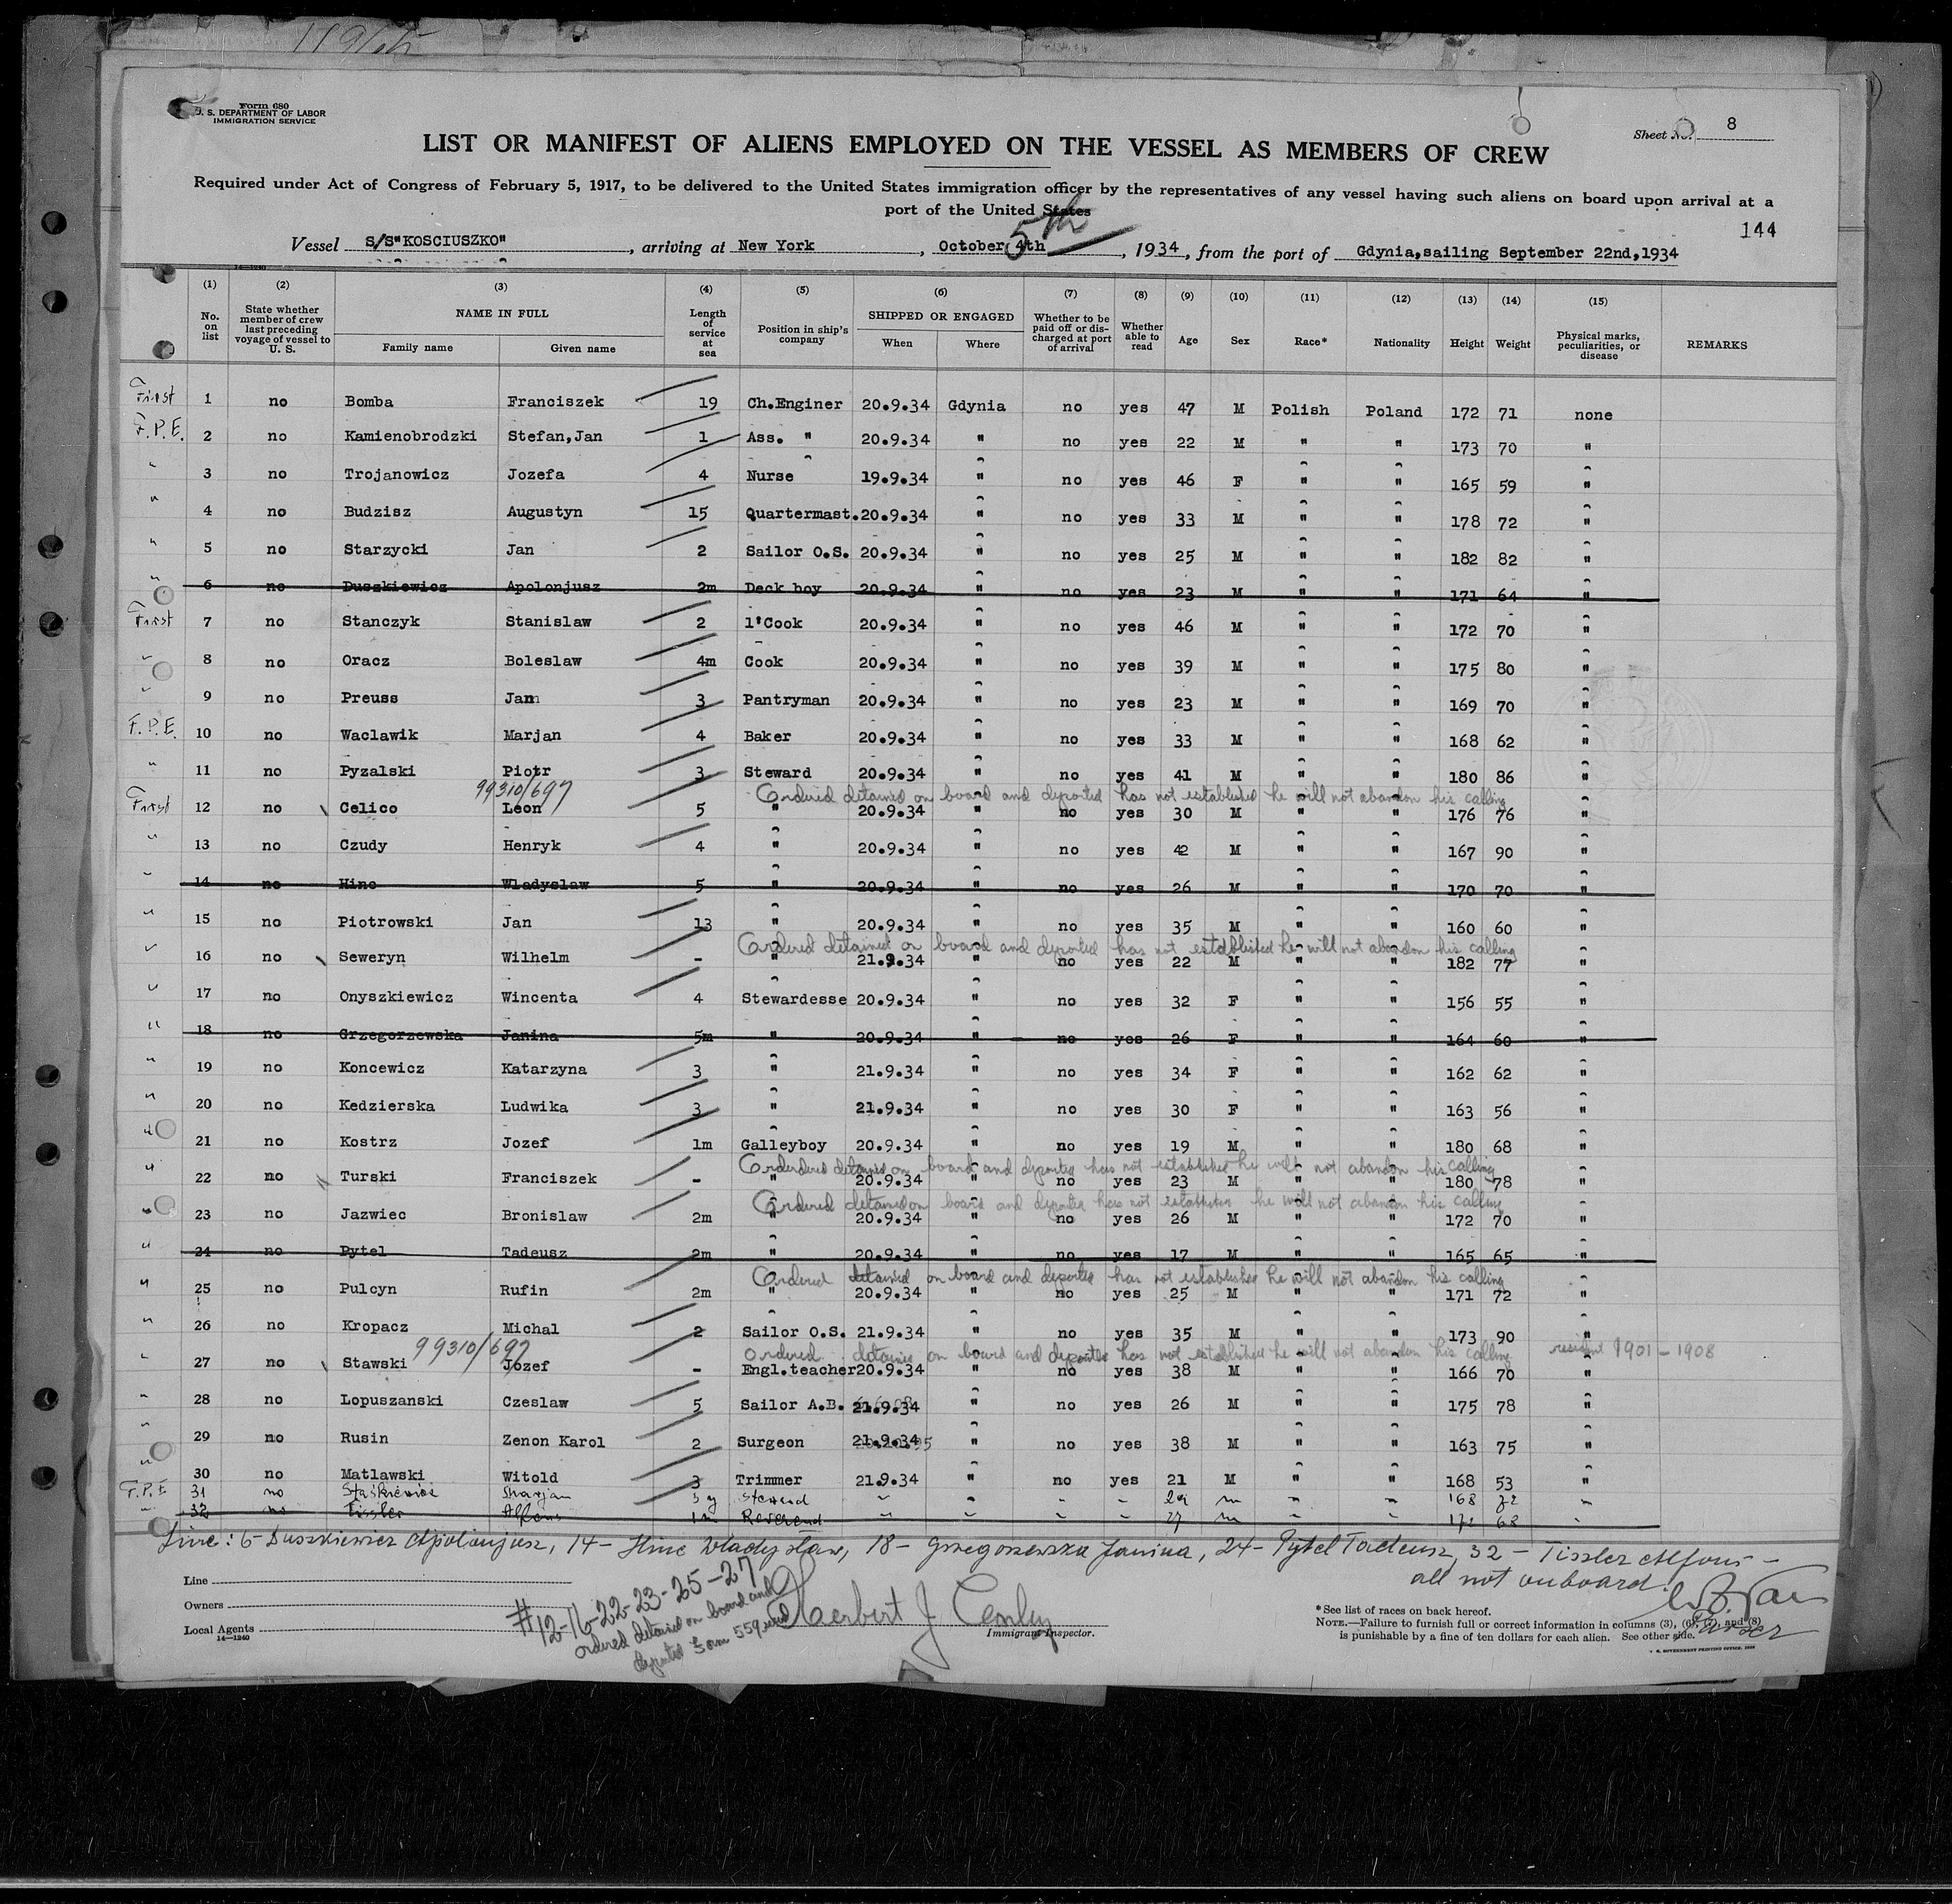 Form 680
U. S. DEPARTMENT OF LABOR
IMMIGRATION SERVICE
Sheet No. 8
LIST OR MANIFEST OF ALIENS EMPLOYED ON THE VESSEL AS MEMBERS OF CREW
Required under Act of Congress of February 5, 1917, to be delivered to the United States immigration officer by the representatives of any vessel having such aliens on board upon arrival at a
port of the United States
144
5th
Vessel S/S"KOSCIUSZKO", arriving at New York, October 4th, 1934, from the port of Gdynia,sailing September 22nd,1934
14-1240
(1) (2) (3) (4) (5) (6) (7) (8) (9) (10) (11) (12) (13) (14) (15)
No. on list State whether member of crew last preceding voyage of vessel to U. S. NAME IN FULL Family name Given name Length of service at sea Position in ship's company SHIPPED OR ENGAGED When Where Whether to be paid off or discharged at port of arrival Whether able to read Age Sex Race* Nationality Height Weight Physical marks, peculiarities, or disease REMARKS
First 1 no Bomba Franciszek 19 Ch.Enginer 20.9.34 Gdynia no yes 47 M Polish Poland 172 71 none
F.P.E. 2 no Kamienobrodzki Stefan,Jan 1 Ass. " 20.9.34 " no yes 22 M " " 173 70 "
" 3 no Trojanowicz Jozefa 4 Nurse 19.9.34 " no yes 46 F " " 165 59 "
" 4 no Budzisz Augustyn 15 Quartermast. 20.9.34 " no yes 33 M " " 178 72 "
" 5 no Starzycki Jan 2 Sailor O.S. 20.9.34 " no yes 25 M " " 182 82 "
" 6 no Duszkiewicz Apolonjusz 2m Deck boy 20.9.34 " no yes 23 M " " 171 64 "
First 7 no Stanczyk Stanislaw 2 1'Cook 20.9.34 " no yes 46 M " " 172 70 "
" 8 no Oracz Boleslaw 4m Cook 20.9.34 " no yes 39 M " " 175 80 "
" 9 no Preuss Jan 3 Pantryman 20.9.34 " no yes 23 M " " 169 70 "
F.P.E. 10 no Waclawik Marjan 4 Baker 20.9.34 " no yes 33 M " " 168 62 "
" 11 no Pyzalski Piotr 3 Steward 20.9.34 " no yes 41 M " " 180 86 "
99310/697 Ordered detained on board and deported has not established he will not abandon his calling
First 12 no Celico Leon 5 " 20.9.34 " no yes 30 M " " 176 76 "
" 13 no Czudy Henryk 4 " 20.9.34 " no yes 42 M " " 167 90 "
" 14 no Hinc Wladyslaw 5 " 20.9.34 " no yes 26 M " " 170 70 "
" 15 no Piotrowski Jan 13 " 20.9.34 " no yes 35 M " " 160 60 "
Ordered detained on board and deported has not established he will not abandon his calling
" 16 no Seweryn Wilhelm - " 21.9.34 " no yes 22 M " " 182 77 "
" 17 no Onyszkiewicz Wincenta 4 Stewardesse 20.9.34 " no yes 32 F " " 156 55 "
" 18 no Grzegorzewska Janina 5m " 20.9.34 " no yes 26 F " " 164 60 "
" 19 no Koncewicz Katarzyna 3 " 21.9.34 " no yes 34 F " " 162 62 "
" 20 no Kedzierska Ludwika 3 " 21.9.34 " no yes 30 F " " 163 56 "
" 21 no Kostrz Jozef 1m Galleyboy 20.9.34 " no yes 19 M " " 180 68 "
Ordered detained on board and deported has not established he will not abandon his calling
" 22 no Turski Franciszek - " 20.9.34 " no yes 23 M " " 180 78 "
Ordered detained on board and deported has not established he will not abandon his calling
" 23 no Jazwiec Bronislaw 2m " 20.9.34 " no yes 26 M " " 172 70 "
" 24 no Pytel Tadeusz 2m " 20.9.34 " no yes 17 M " " 165 65 "
Ordered detained on board and deported has not established he will not abandon his calling
" 25 no Pulcyn Rufin 2m " 20.9.34 " no yes 25 M " " 171 72 "
" 26 no Kropacz Michal 2 Sailor O.S. 21.9.34 " no yes 35 M " " 173 90 "
99310/697 Ordered detained on board and deported has not established he will not abandon his calling resident 1901-1908
" 27 no Stawski Jozef - Engl.teacher 20.9.34 " no yes 38 M " " 166 70 "
" 28 no Lopuszanski Czeslaw 5 Sailor A.B. 21.9.34 " no yes 26 M " " 175 78 "
" 29 no Rusin Zenon Karol 2 Surgeon 21.9.34 " no yes 38 M " " 163 75 "
" 30 no Matlawski Witold 3 Trimmer 21.9.34 " no yes 21 M " " 168 53 "
F.P.E 31 no Staśkiewicz Marjan 3y Steward " " " " 29 m " " 168 72 "
" 32 no Tissler Alfons 1m Reverend " " " " 27 m " " 172 68 "
Line: 6- Duszkiewicz Apolonjusz, 14- Hinc Wladyslaw, 18- Grzegorzewska Janina, 24- Pytel Tadeusz, 32- Tissler Alfons-
all not onboard.
Line
Owners
Local Agents
14-1240
#12-16-22-23-25-27
ordered detained on board and
deported Form 559
Herbert J Conley
Immigrant Inspector.
Purser
*See list of races on back hereof.
NOTE.—Failure to furnish full or correct information in columns (3), (6), (7), and (8)
is punishable by a fine of ten dollars for each alien. See other side.
U. S. GOVERNMENT PRINTING OFFICE